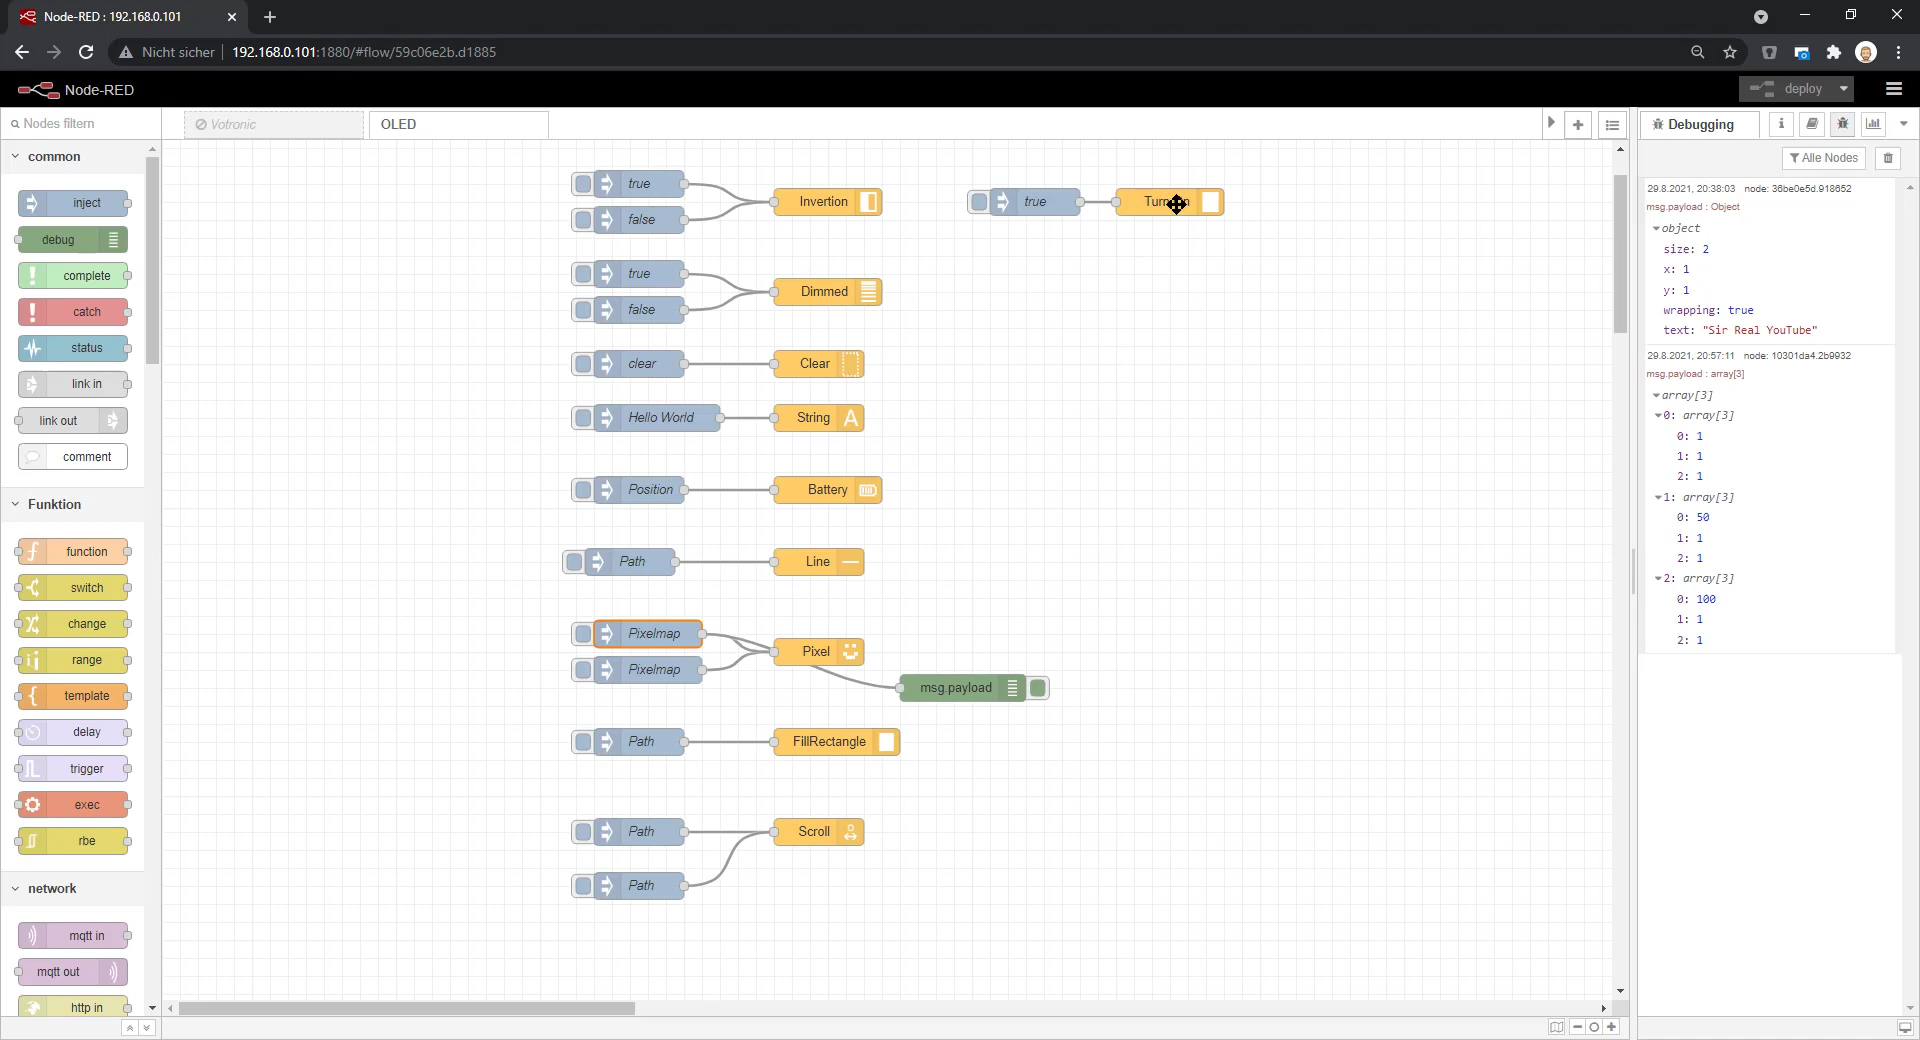 Node-RED : 192.168.0.101
Nicht sicher
192.168.0.101:1880/#flow/59c06e2b.d1885
Node-RED
deploy
Nodes filtern
Votronic
OLED
Debugging
i
Alle Nodes
common
inject
debug
complete
catch
status
link in
link out
comment
Funktion
function
switch
change
range
template
delay
trigger
exec
rbe
network
mqtt in
mqtt out
http in
true
false
Invertion
true
true
false
Dimmed
clear
Clear
Hello World
String
Position
Battery
Path
Line
Pixelmap
Pixelmap
Pixel
msg.payload
Path
FillRectangle
Path
Path
Scroll
29.8.2021, 20:38:03 node: 36be0e5d.918652
msg.payload : Object
object
size: 2
x: 1
y: 1
wrapping: true
text: "Sir Real YouTube"
29.8.2021, 20:57:11 node: 10301da4.2b9932
msg.payload : array[3]
array[3]
0: array[3]
0: 1
1: 1
2: 1
1: array[3]
0: 50
1: 1
2: 1
2: array[3]
0: 100
1: 1
2: 1